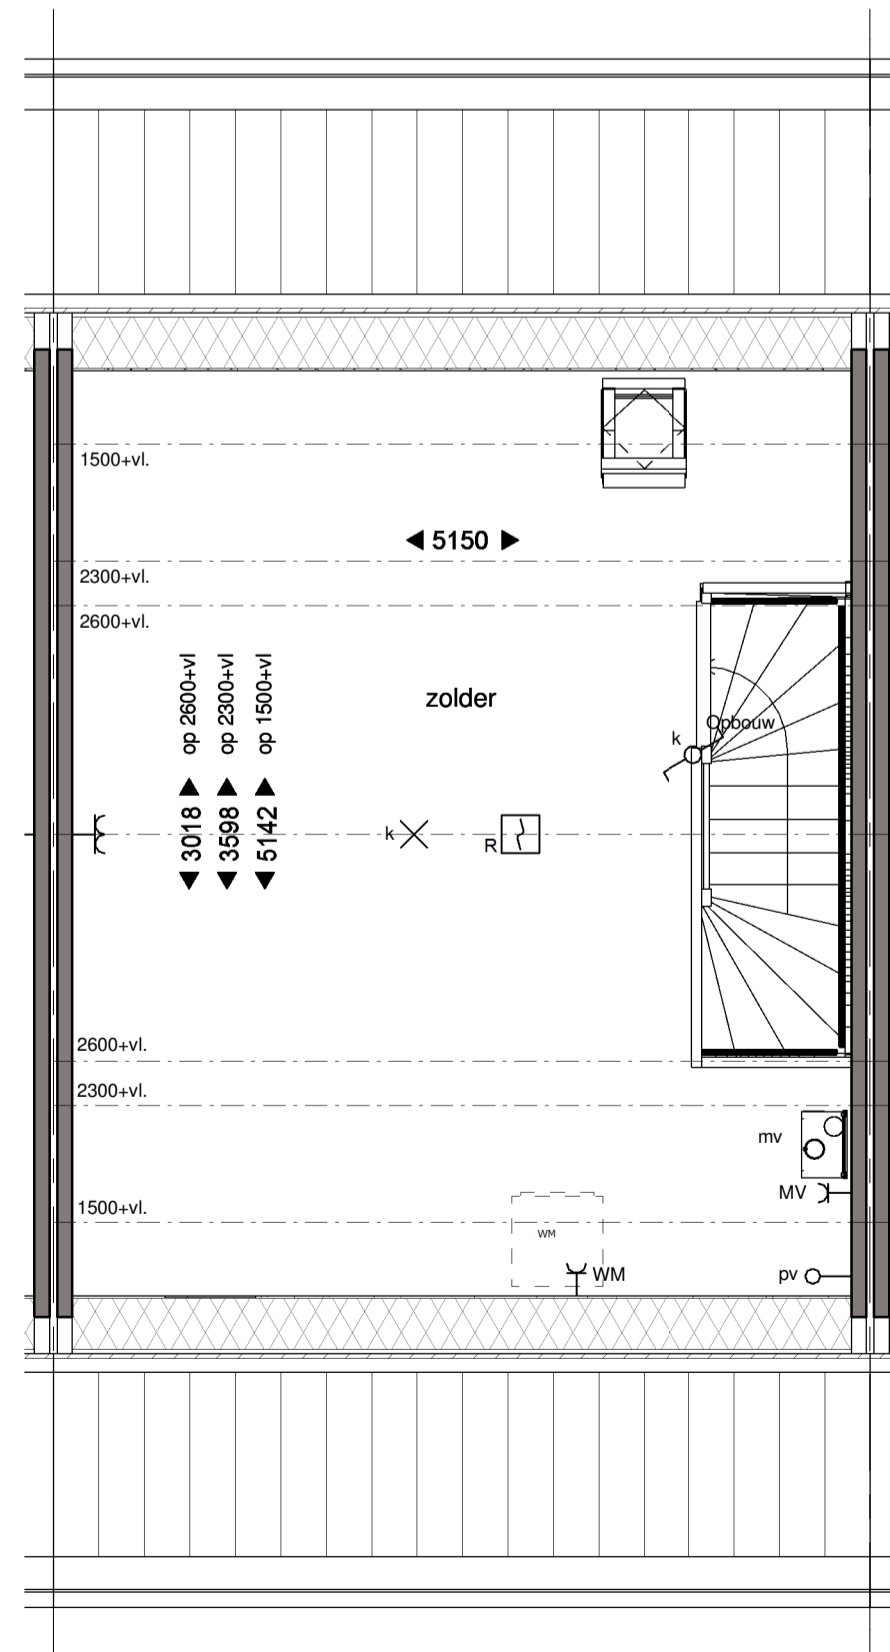 1500+vl.
5150
2300+vl.
2600+vl.
zolder
3018 op 2600+vl
3598 op 2300+vl
5142 op 1500+vl
Opbouw
k
k
R
2600+vl.
2300+vl.
mv
MV
1500+vl.
WM
WM
pv